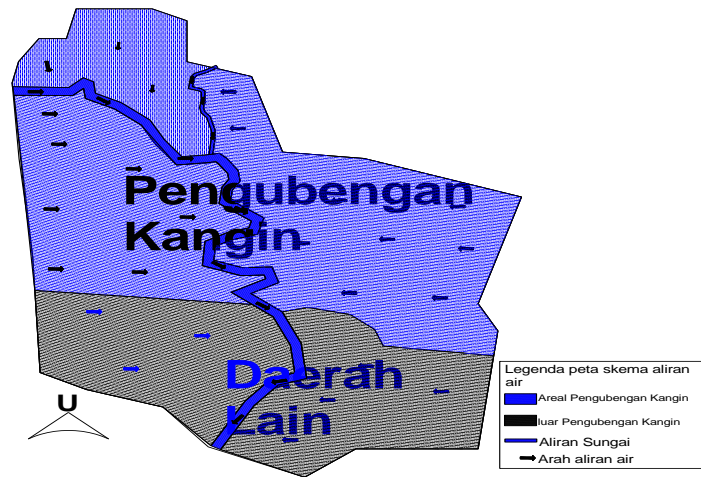 Pengubengan
Kangin
Daerah
Lain
U
Legenda peta skema aliran
air
Areal Pengubengan Kangin
luar Pengubengan Kangin
Aliran Sungai
Arah aliran air